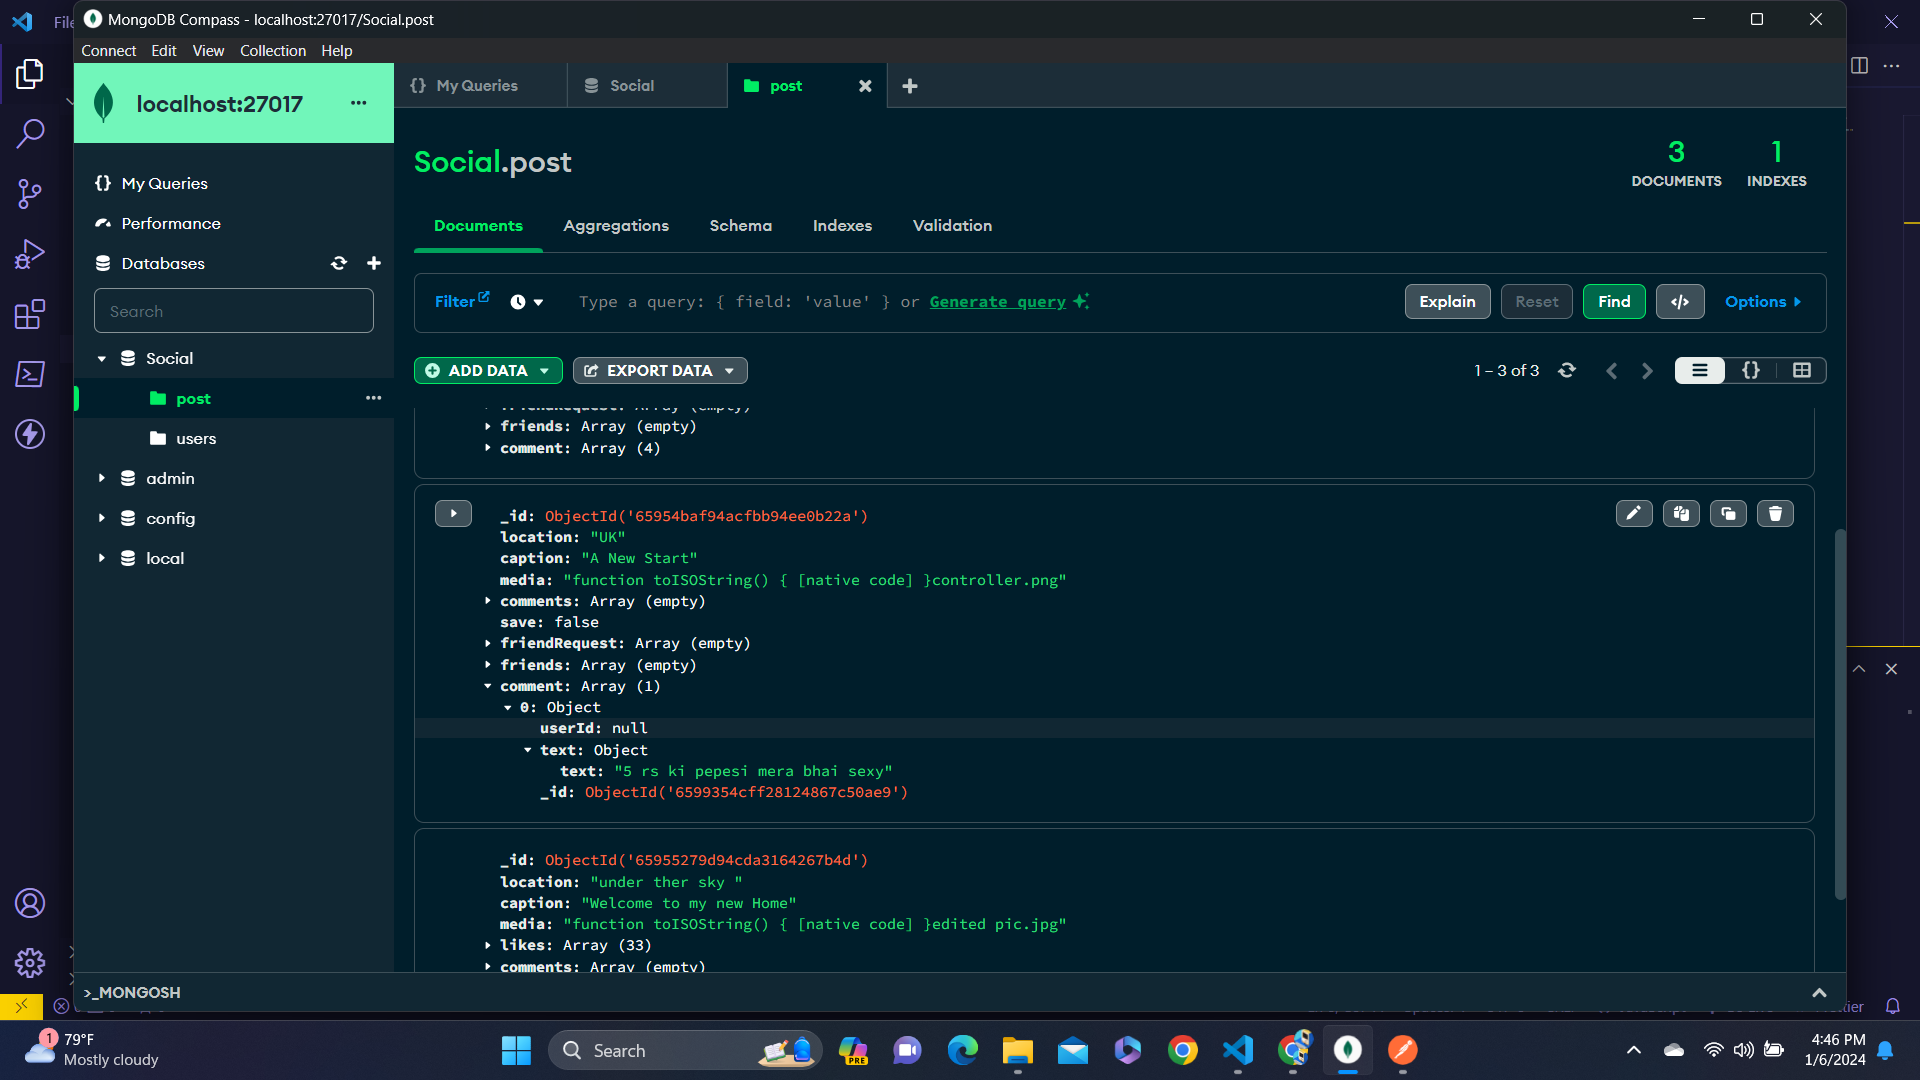 File
MongoDB Compass - localhost:27017/Social.post
Connect Edit View Collection Help
localhost:27017 ...
{} My Queries
Social
post
Social.post
3
DOCUMENTS
1
INDEXES
{} My Queries
Performance
Databases
Search
Social
post
users
admin
config
local
Documents Aggregations Schema Indexes Validation
Filter Type a query: { field: 'value' } or Generate query
Explain Reset Find </> Options
ADD DATA EXPORT DATA
1 – 3 of 3 {}
friendRequest: Array (empty)
friends: Array (empty)
comment: Array (4)
_id: ObjectId('65954baf94acfbb94ee0b22a')
location: "UK"
caption: "A New Start"
media: "function toISOString() { [native code] }controller.png"
comments: Array (empty)
save: false
friendRequest: Array (empty)
friends: Array (empty)
comment: Array (1)
0: Object
userId: null
text: Object
text: "5 rs ki pepesi mera bhai sexy"
_id: ObjectId('6599354cff28124867c50ae9')
_id: ObjectId('65955279d94cda3164267b4d')
location: "under ther sky "
caption: "Welcome to my new Home"
media: "function toISOString() { [native code] }edited pic.jpg"
likes: Array (33)
comments: Array (empty)
>_MONGOSH
1
79°F
Mostly cloudy
Search
PRE
4:46 PM
1/6/2024